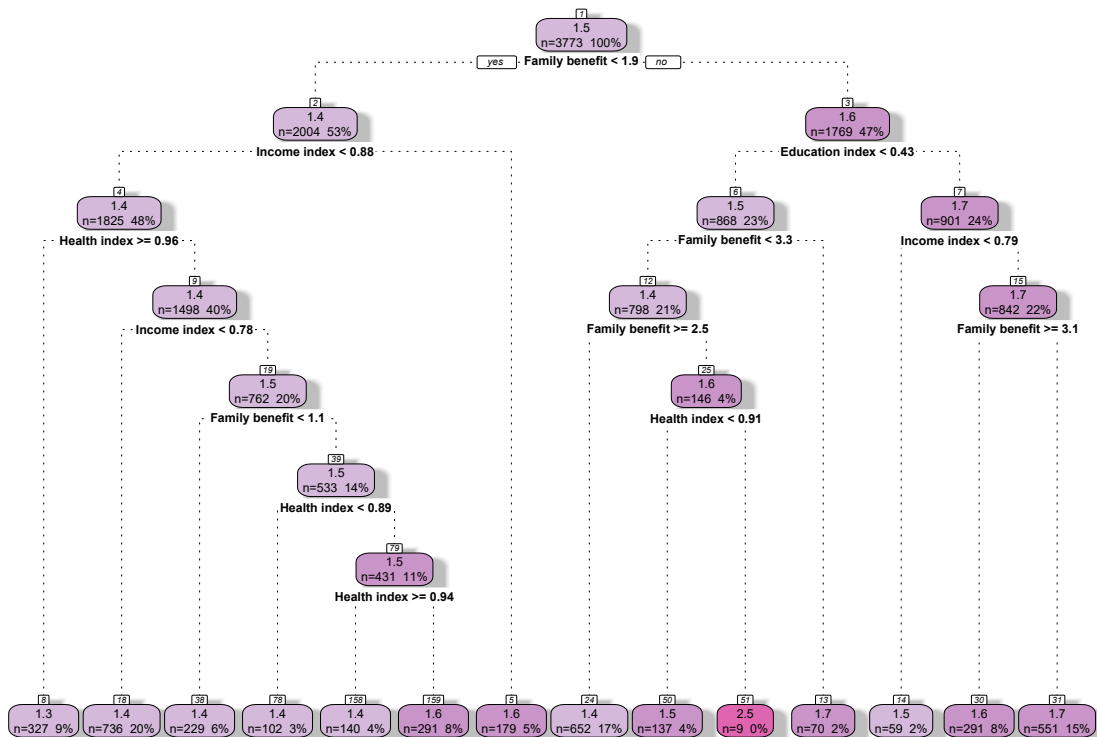 1
1.5
n=3773 100%
yes Family benefit < 1.9 no
2
1.4
n=2004 53%
Income index < 0.88
3
1.6
n=1769 47%
Education index < 0.43
4
1.4
n=1825 48%
Health index >= 0.96
6
1.5
n=868 23%
Family benefit < 3.3
7
1.7
n=901 24%
Income index < 0.79
9
1.4
n=1498 40%
Income index < 0.78
12
1.4
n=798 21%
Family benefit >= 2.5
15
1.7
n=842 22%
Family benefit >= 3.1
19
1.5
n=762 20%
Family benefit < 1.1
25
1.6
n=146 4%
Health index < 0.91
39
1.5
n=533 14%
Health index < 0.89
79
1.5
n=431 11%
Health index >= 0.94
8
1.3
n=327 9%
18
1.4
n=736 20%
38
1.4
n=229 6%
78
1.4
n=102 3%
158
1.4
n=140 4%
159
1.6
n=291 8%
5
1.6
n=179 5%
24
1.4
n=652 17%
50
1.5
n=137 4%
51
2.5
n=9 0%
13
1.7
n=70 2%
14
1.5
n=59 2%
30
1.6
n=291 8%
31
1.7
n=551 15%